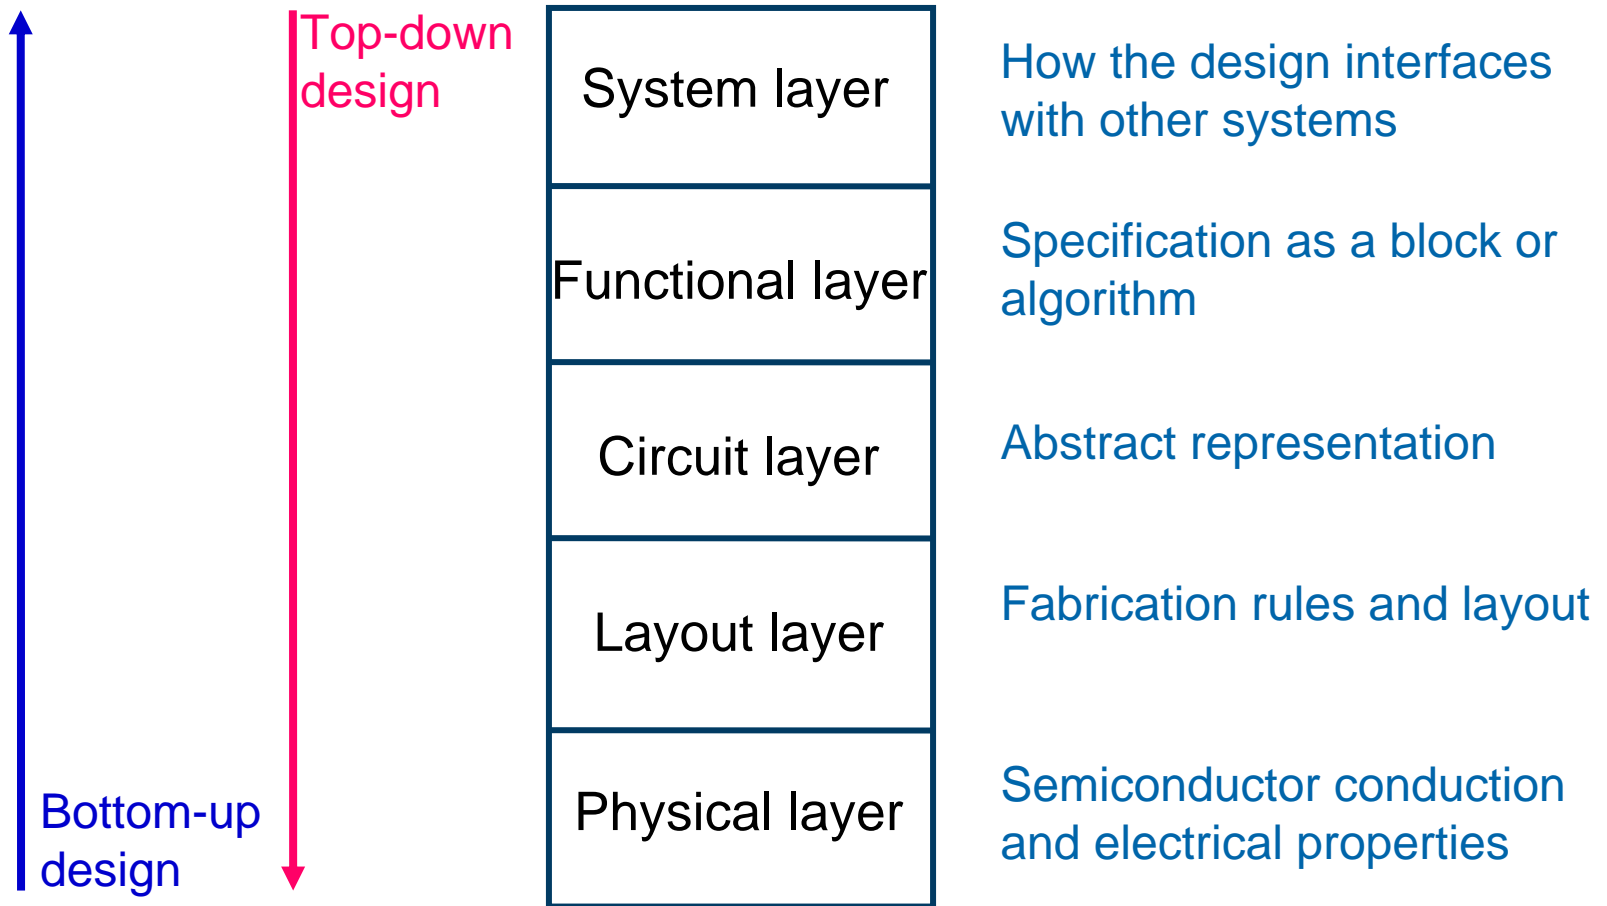 Top-down
design
System layer
How the design interfaces
with other systems
Functional layer
Specification as a block or
algorithm
Circuit layer
Abstract representation
Layout layer
Fabrication rules and layout
Physical layer
Semiconductor conduction
and electrical properties
Bottom-up
design